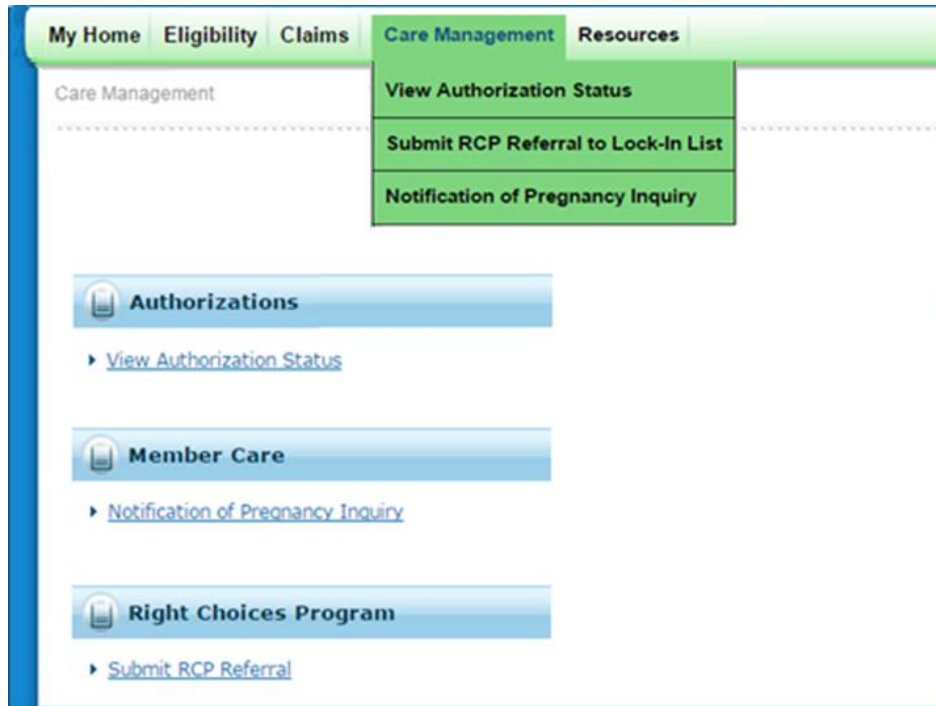 My Home Eligibility Claims Care Management Resources
Care Management
View Authorization Status
Submit RCP Referral to Lock-In List
Notification of Pregnancy Inquiry
Authorizations
View Authorization Status
Member Care
Notification of Pregnancy Inquiry
Right Choices Program
Submit RCP Referral